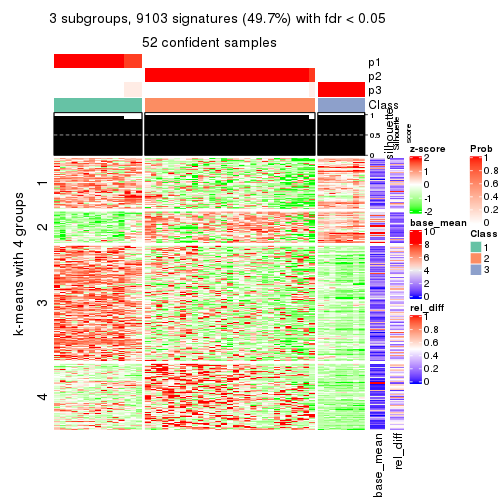 3 subgroups, 9103 signatures (49.7%) with fdr < 0.05
52 confident samples
p1
p2
p3
Class
1
0.5
0
silhouette
Silhouette
score
k-means with 4 groups
1
2
3
4
base_mean
rel_diff
z-score
2
1
0
-1
-2
base_mean
10
8
6
4
2
0
rel_diff
1
0.8
0.6
0.4
0.2
0
Prob
1
0.8
0.6
0.4
0.2
0
Class
1
2
3